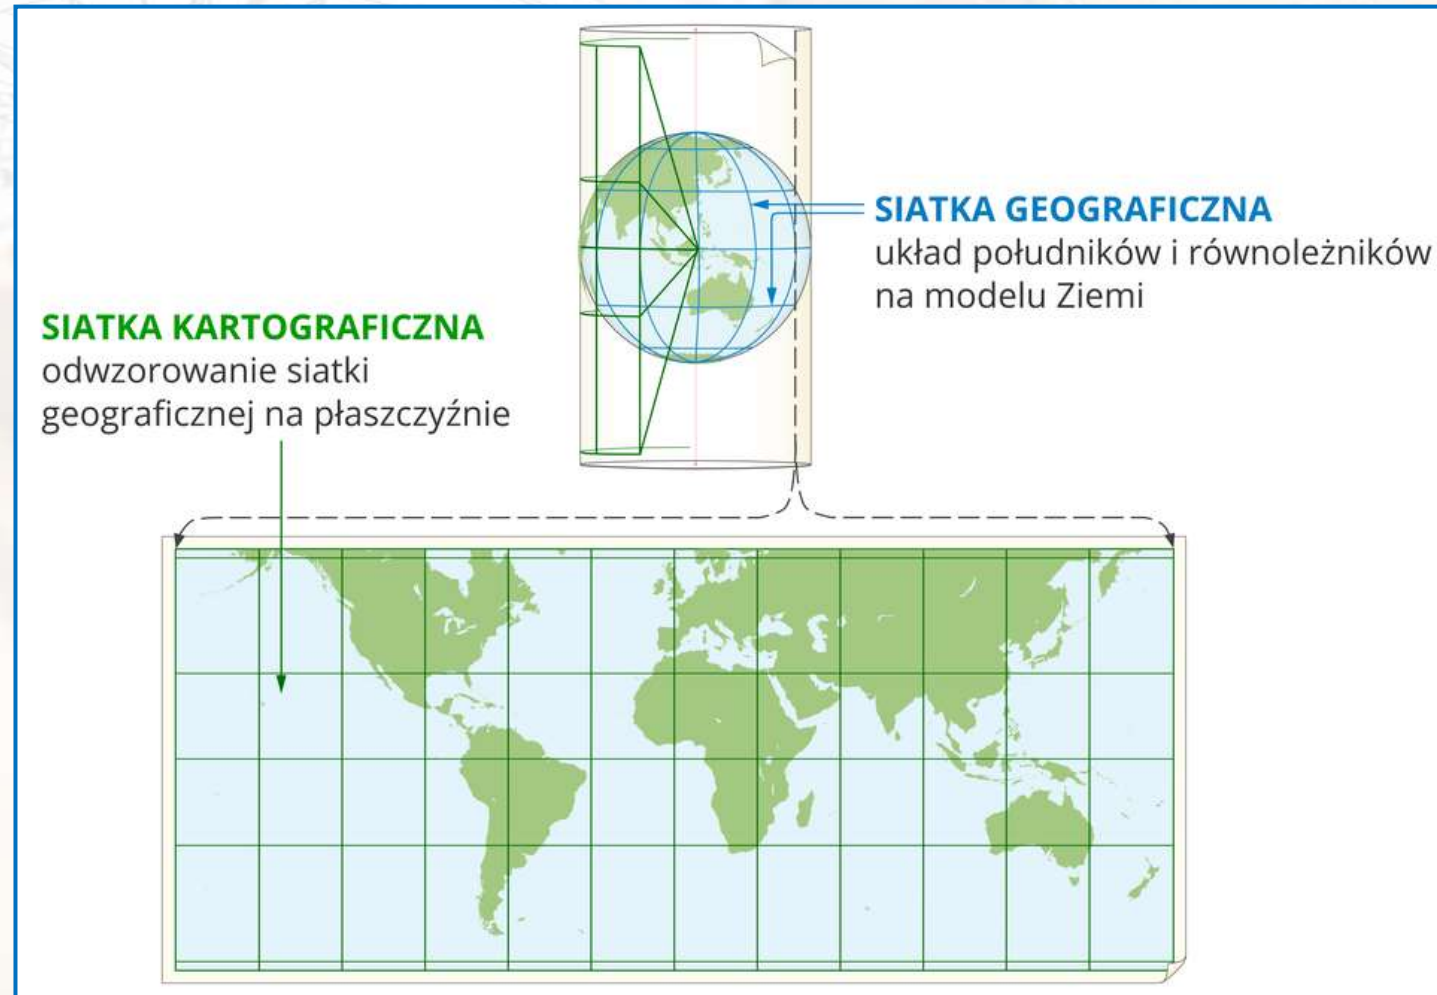 SIATKA GEOGRAFICZNA
układ południków i równoleżników
na modelu Ziemi
SIATKA KARTOGRAFICZNA
odwzorowanie siatki
geograficznej na płaszczyźnie